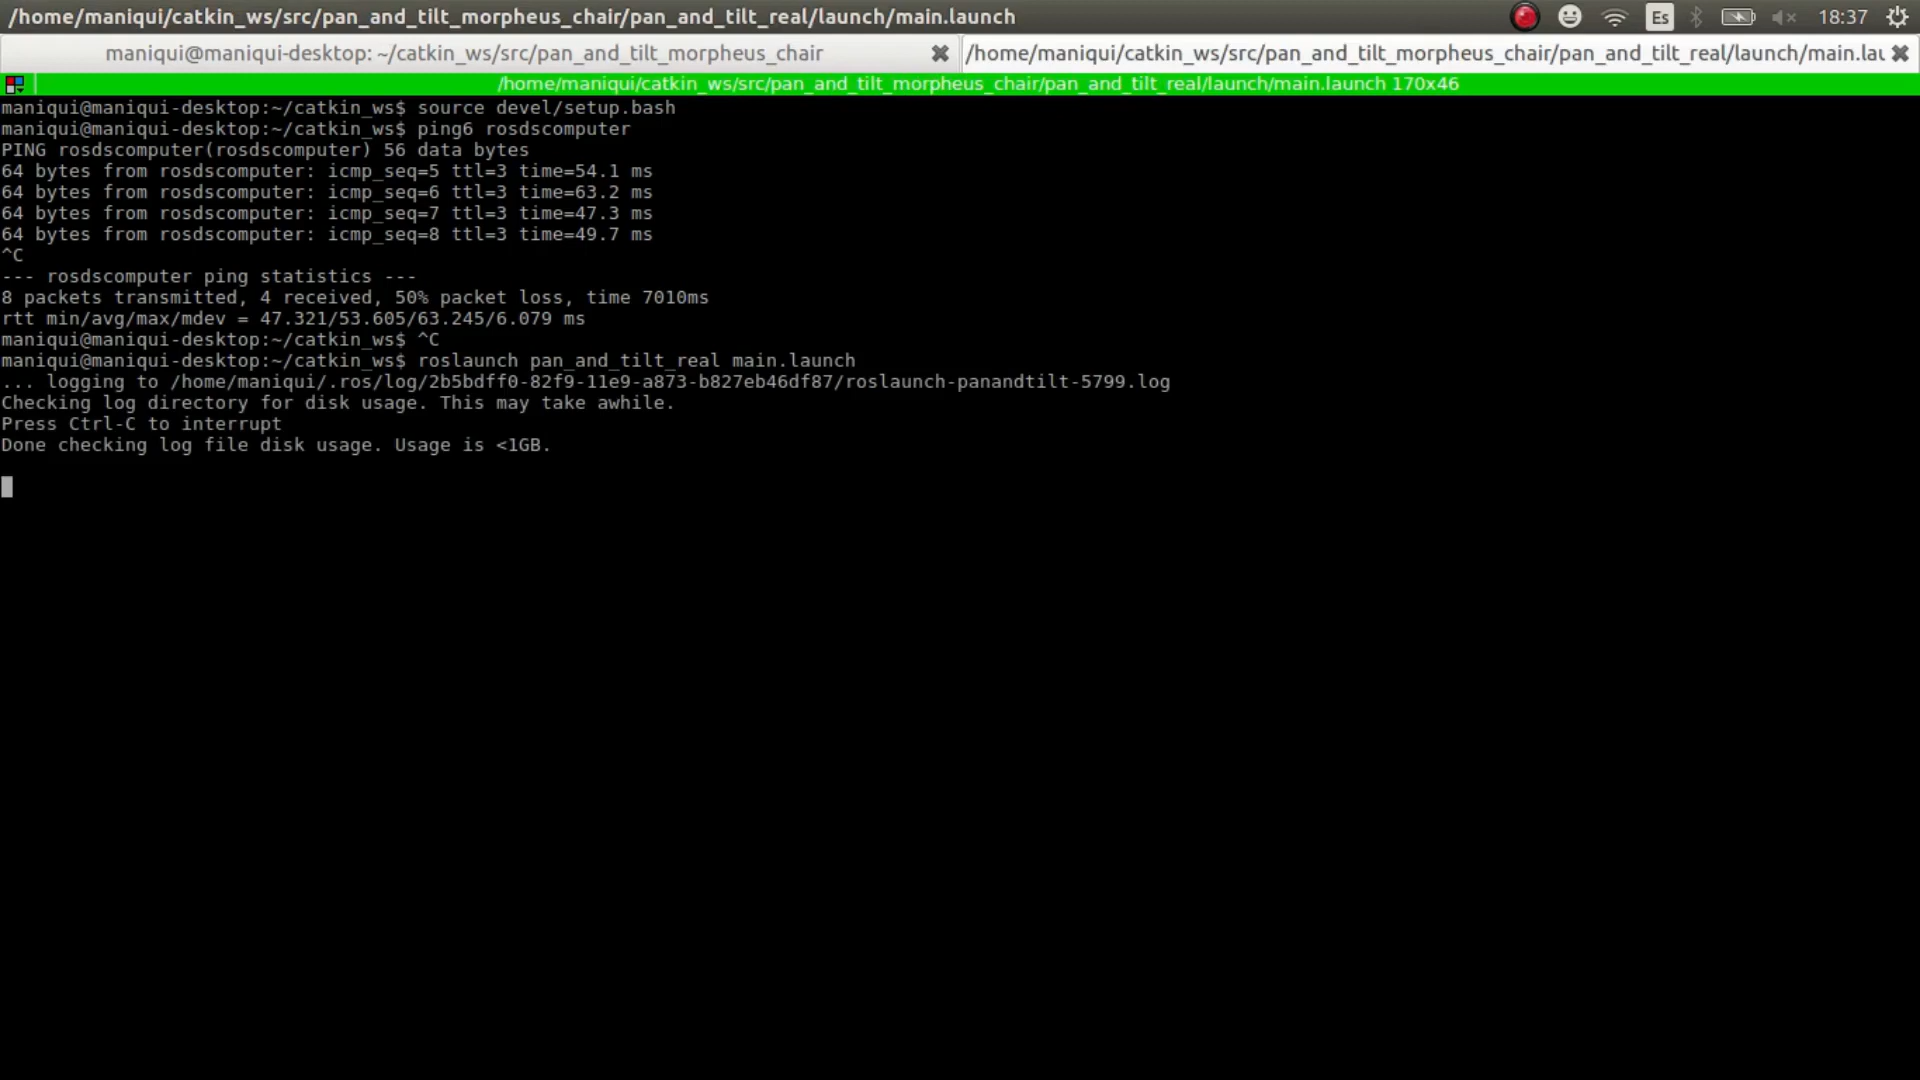 /home/maniqui/catkin_ws/src/pan_and_tilt_morpheus_chair/pan_and_tilt_real/launch/main.launch
Es
18:37
maniqui@maniqui-desktop: ~/catkin_ws/src/pan_and_tilt_morpheus_chair
/home/maniqui/catkin_ws/src/pan_and_tilt_morpheus_chair/pan_and_tilt_real/launch/main.lau
/home/maniqui/catkin_ws/src/pan_and_tilt_morpheus_chair/pan_and_tilt_real/launch/main.launch 170x46
maniqui@maniqui-desktop:~/catkin_ws$ source devel/setup.bash
maniqui@maniqui-desktop:~/catkin_ws$ ping6 rosdscomputer
PING rosdscomputer(rosdscomputer) 56 data bytes
64 bytes from rosdscomputer: icmp_seq=5 ttl=3 time=54.1 ms
64 bytes from rosdscomputer: icmp_seq=6 ttl=3 time=63.2 ms
64 bytes from rosdscomputer: icmp_seq=7 ttl=3 time=47.3 ms
64 bytes from rosdscomputer: icmp_seq=8 ttl=3 time=49.7 ms
^C
--- rosdscomputer ping statistics ---
8 packets transmitted, 4 received, 50% packet loss, time 7010ms
rtt min/avg/max/mdev = 47.321/53.605/63.245/6.079 ms
maniqui@maniqui-desktop:~/catkin_ws$ ^C
maniqui@maniqui-desktop:~/catkin_ws$ roslaunch pan_and_tilt_real main.launch
... logging to /home/maniqui/.ros/log/2b5bdff0-82f9-11e9-a873-b827eb46df87/roslaunch-panandtilt-5799.log
Checking log directory for disk usage. This may take awhile.
Press Ctrl-C to interrupt
Done checking log file disk usage. Usage is <1GB.